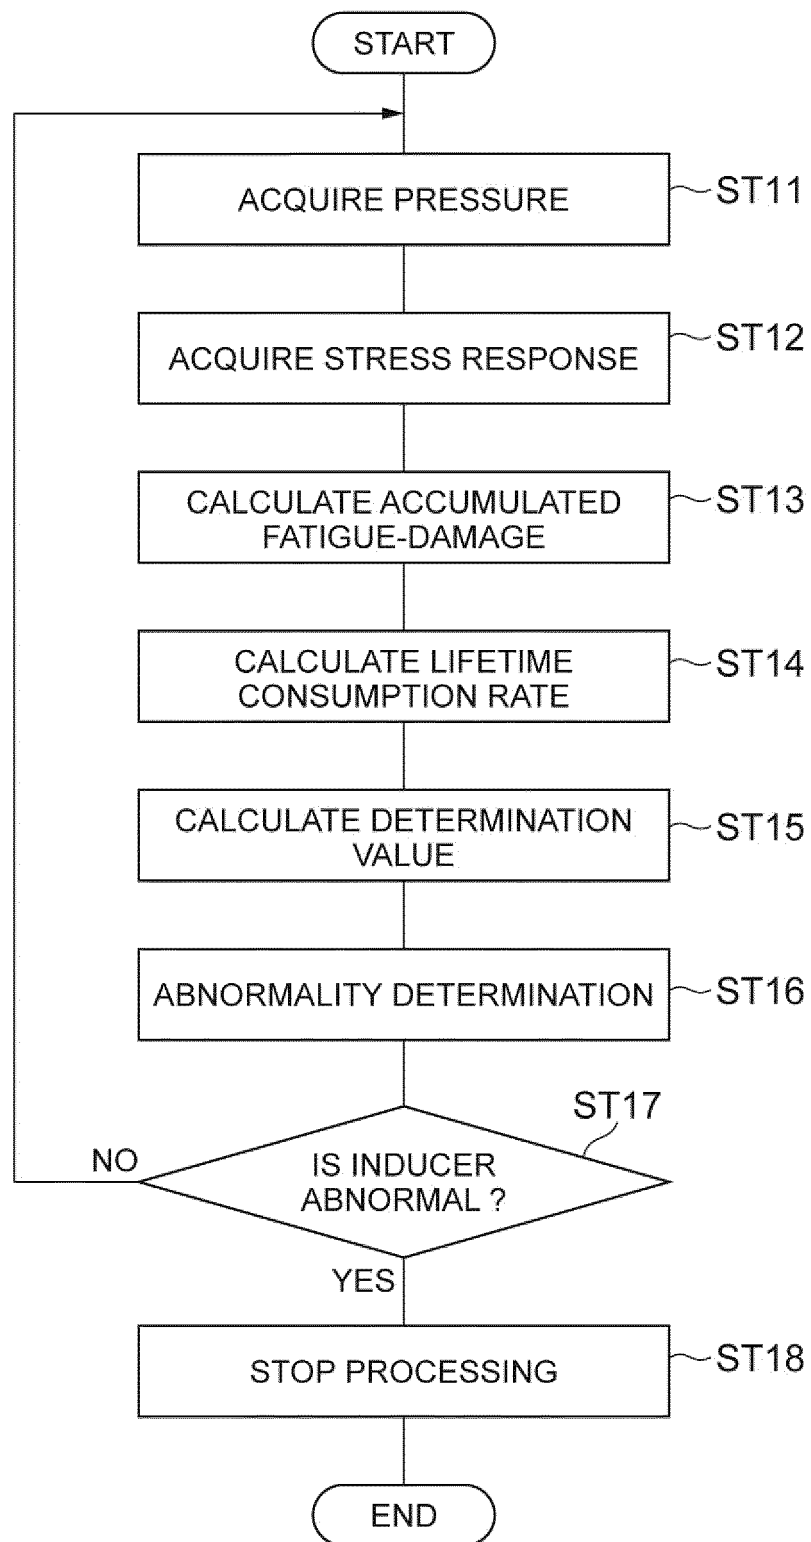 START
ACQUIRE PRESSURE
ST11
ACQUIRE STRESS RESPONSE
ST12
CALCULATE ACCUMULATED
FATIGUE-DAMAGE
ST13
CALCULATE LIFETIME
CONSUMPTION RATE
ST14
CALCULATE DETERMINATION
VALUE
ST15
ABNORMALITY DETERMINATION
ST16
ST17
NO
IS INDUCER
ABNORMAL ?
YES
STOP PROCESSING
ST18
END